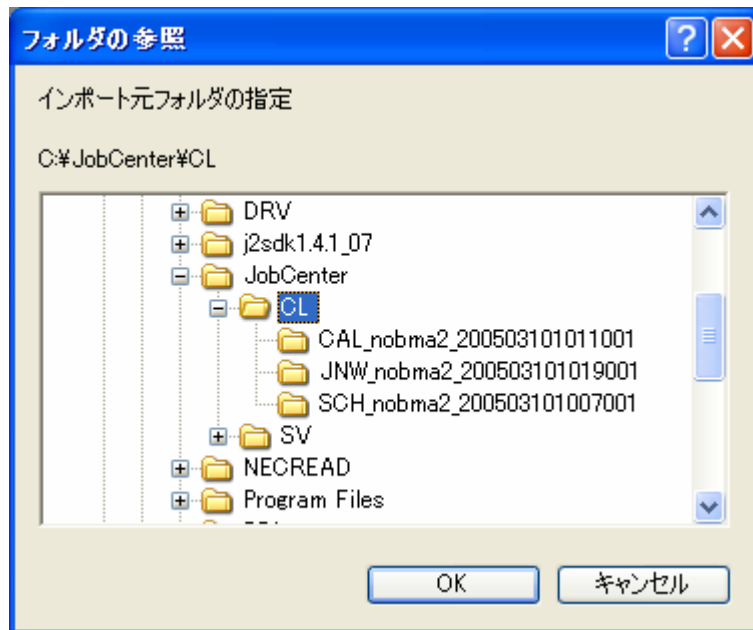 フォルダの参照
インポート元フォルダの指定
C:¥JobCenter¥CL
DRV
j2sdk1.4.1_07
JobCenter
CL
CAL_nobma2_200503101011001
JNW_nobma2_200503101019001
SCH_nobma2_200503101007001
SV
NECREAD
Program Files
OK キャンセル